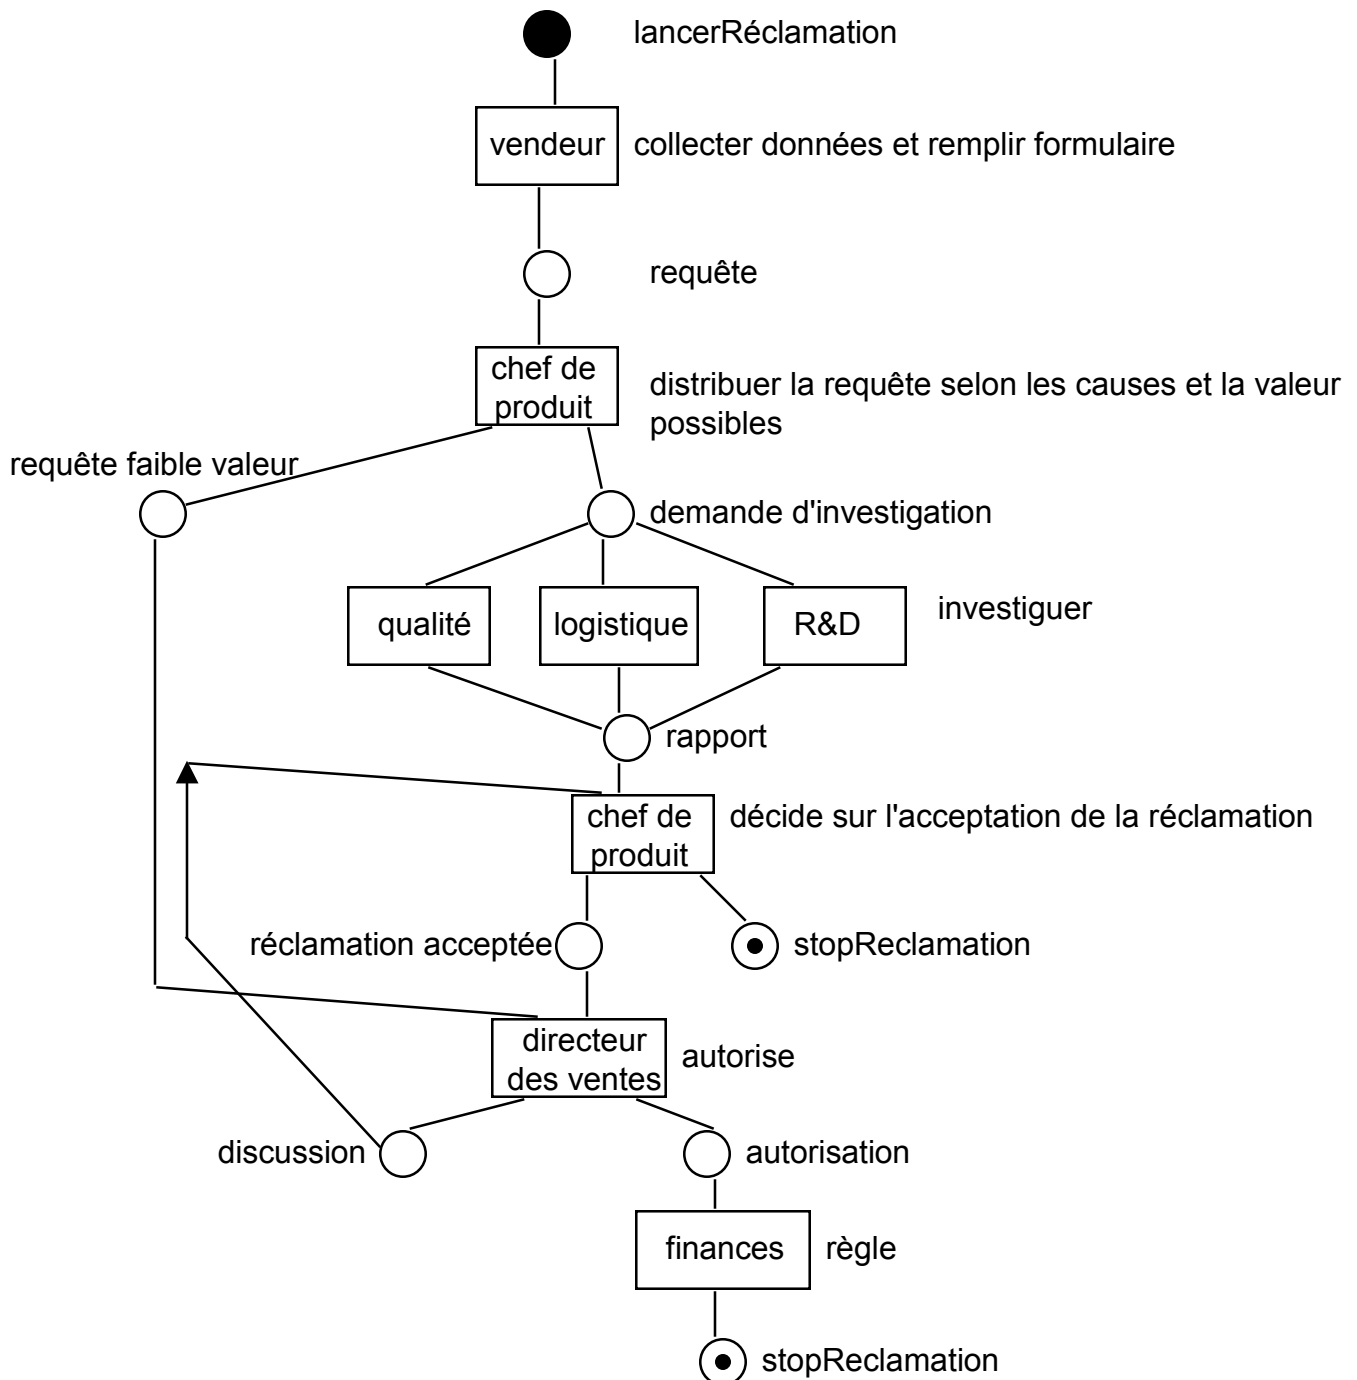 lancerRéclamation
vendeur
collecter données et remplir formulaire
requête
chef de
produit
distribuer la requête selon les causes et la valeur
possibles
requête faible valeur
demande d'investigation
qualité
logistique
R&D
investiguer
rapport
chef de
produit
décide sur l'acceptation de la réclamation
réclamation acceptée
stopReclamation
directeur
des ventes
autorise
discussion
autorisation
finances
règle
stopReclamation